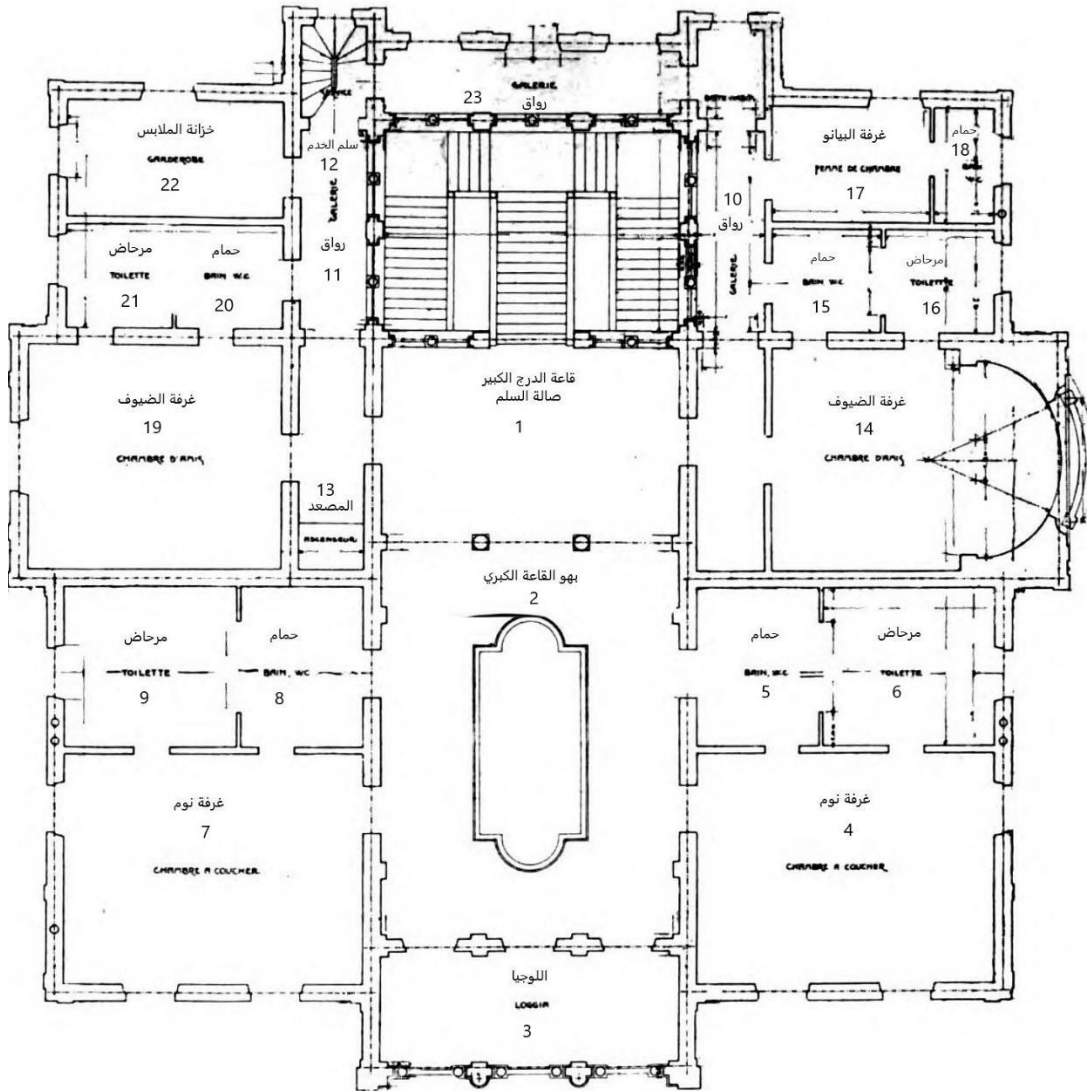 GALERIE
23
رواق
SERVICE
خزانة الملابس
GARDEROBE
22
سلم الخدم
12
GALERIE
رواق
11
غرفة البيانو
FEMME DE CHAMBRE
17
حمام
18
BAIN
W.C
10
رواق
GALERIE
مرحاض
TOILETTE
21
حمام
BAIN W.C
20
حمام
BAIN W.C
15
مرحاض
TOILETTE
16
غرفة الضيوف
19
CHAMBRE D'AMIS
قاعة الدرج الكبير
صالة السلم
1
غرفة الضيوف
14
CHAMBRE D'AMIS
13
المصعد
ASCENSEUR
بهو القاعة الكبري
2
مرحاض
TOILETTE
9
حمام
BAIN, W.C
8
حمام
BAIN, W.C
5
مرحاض
TOILETTE
6
غرفة نوم
7
CHAMBRE A COUCHER
غرفة نوم
4
CHAMBRE A COUCHER
اللوجيا
LOGGIA
3